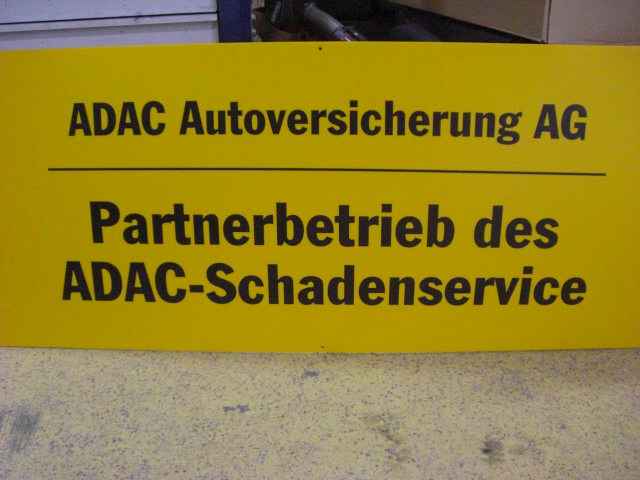 ADAC Autoversicherung AG
Partnerbetrieb des
ADAC-Schadenservice